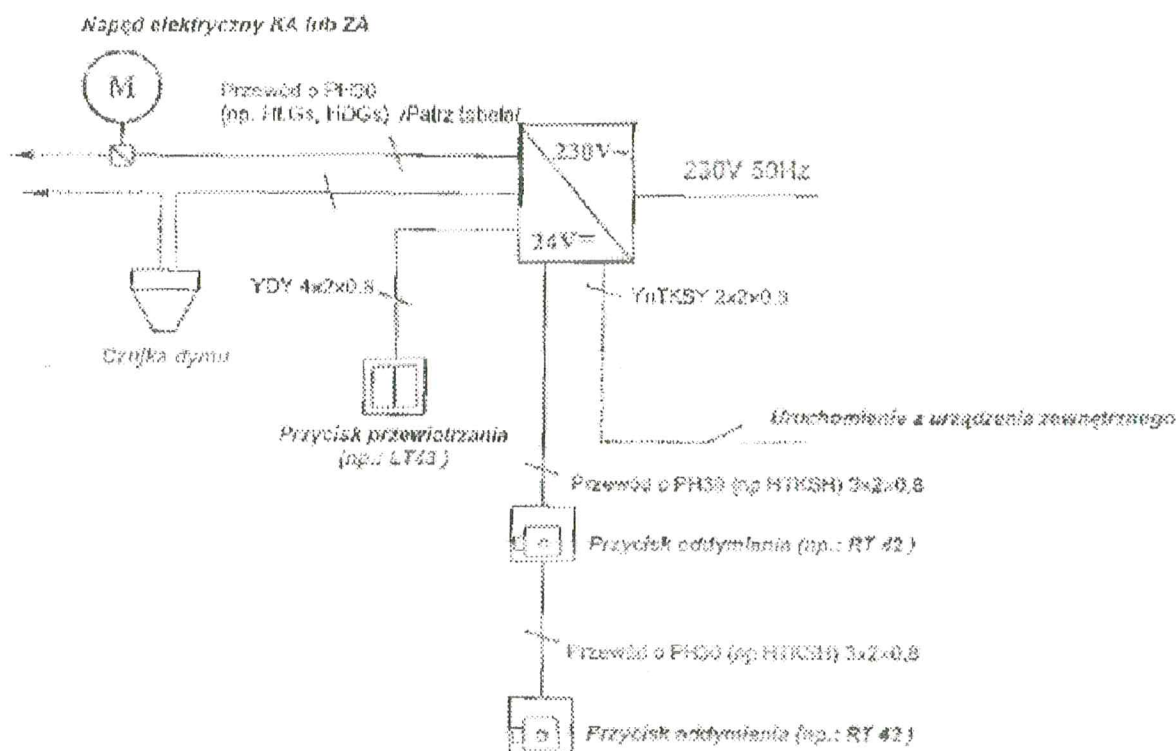 Napęd elektryczny KA lub ZA
M
Przewód o PH30
(np. HLGs, HDGs) /Patrz tabela/
230V~
230V 50Hz
24V=
YDY 4x2x0.8
YnTKSY 2x2x0.8
Czujka dymu
Uruchomienie z urządzenia zewnętrznego
Przycisk przewietrzania
(np.: LT43)
Przewód o PH30 (np HTKSH) 3x2x0,8
Przycisk oddymiania (np.: RT 42)
Przewód o PH30 (np HTKSH) 3x2x0,8
Przycisk oddymiania (np.: RT 42)